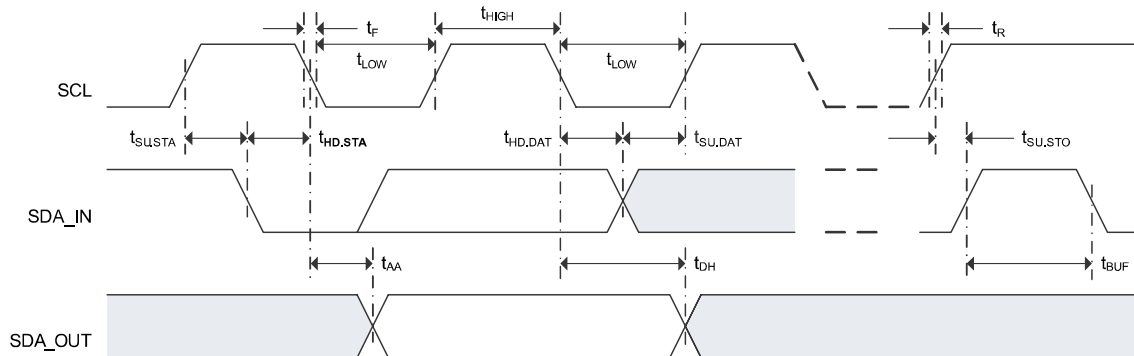 tHIGH
tF
tR
tLOW
tLOW
SCL
tSU.STA
tHD.STA
tHD.DAT
tSU.DAT
tSU.STO
SDA_IN
tAA
tDH
tBUF
SDA_OUT